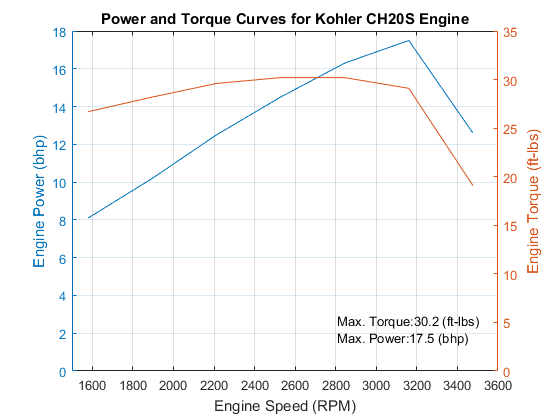 Power and Torque Curves for Kohler CH20S Engine
18
16
14
12
10
8
6
4
2
0
Engine Power (bhp)
35
30
25
20
15
10
5
0
Engine Torque (ft-lbs)
Max. Torque:30.2 (ft-lbs)
Max. Power:17.5 (bhp)
1600 1800 2000 2200 2400 2600 2800 3000 3200 3400 3600
Engine Speed (RPM)